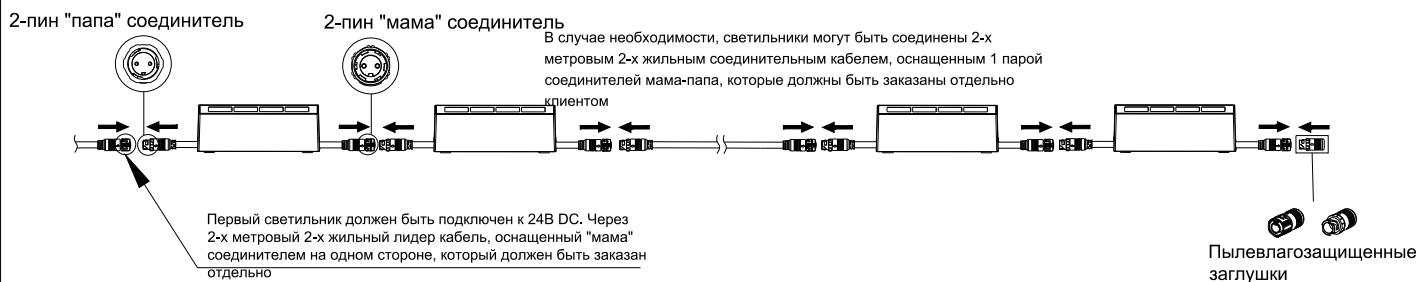 2-пин "папа" соединитель
2-пин "мама" соединитель
В случае необходимости, светильники могут быть соединены 2-х
метровым 2-х жильным соединительным кабелем, оснащенным 1 парой
соединителей мама-папа, которые должны быть заказаны отдельно
клиентом
Первый светильник должен быть подключен к 24В DC. Через
2-х метровый 2-х жильный лидер кабель, оснащенный "мама"
соединителем на одном стороне, который должен быть заказан
отдельно
Пылевлагозащищенные
заглушки